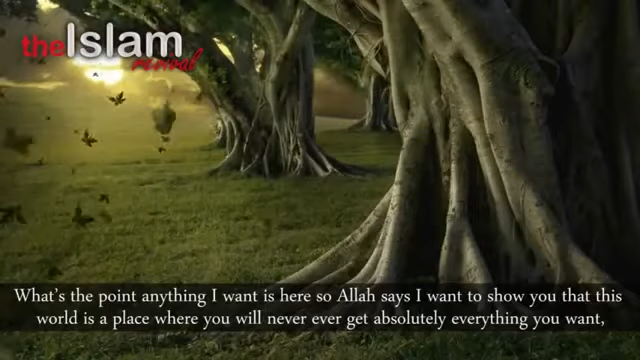 theIslam
revival
What's the point anything I want is here so Allah says I want to show you that this
world is a place where you will never ever get absolutely everything you want,